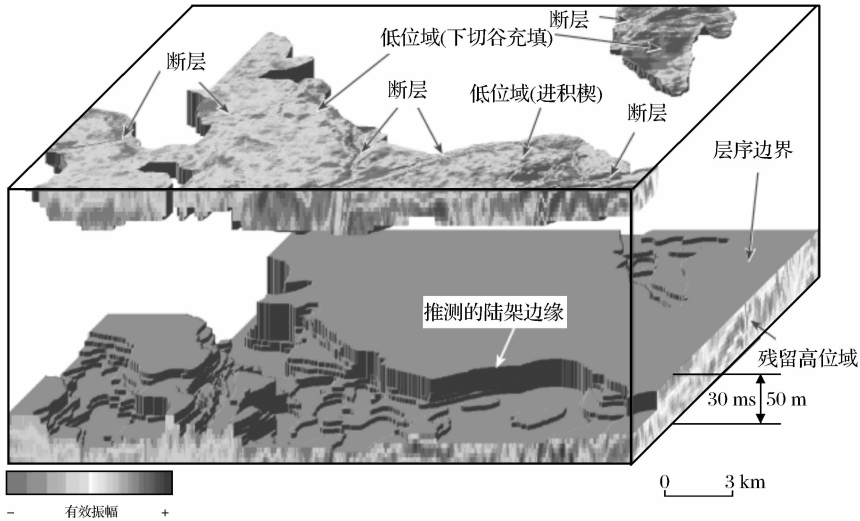 断层
低位域(下切谷充填)
断层
断层
低位域(进积楔)
断层
层序边界
推测的陆架边缘
残留高位域
30 ms
50 m
0 3 km
− 有效振幅 +